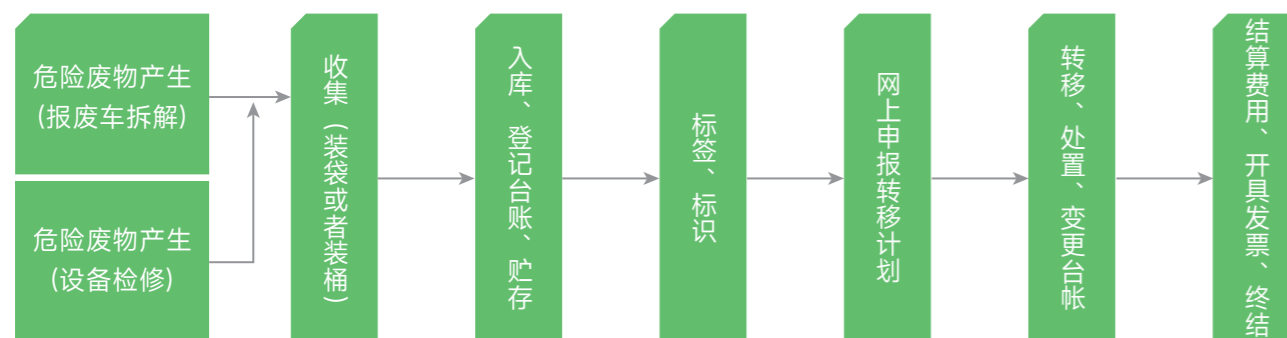 危险废物产生
(报废车拆解)
危险废物产生
(设备检修)
收集（装袋或者装桶）
入库、登记台账、贮存
标签、标识
网上申报转移计划
转移、处置、变更台帐
结算费用、开具发票、终结